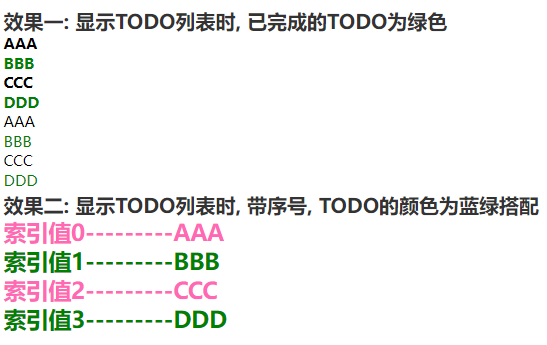 效果一: 显示TODO列表时, 已完成的TODO为绿色
AAA
BBB
CCC
DDD
AAA
BBB
CCC
DDD
效果二: 显示TODO列表时, 带序号, TODO的颜色为蓝绿搭配
索引值0---------AAA
索引值1---------BBB
索引值2---------CCC
索引值3---------DDD